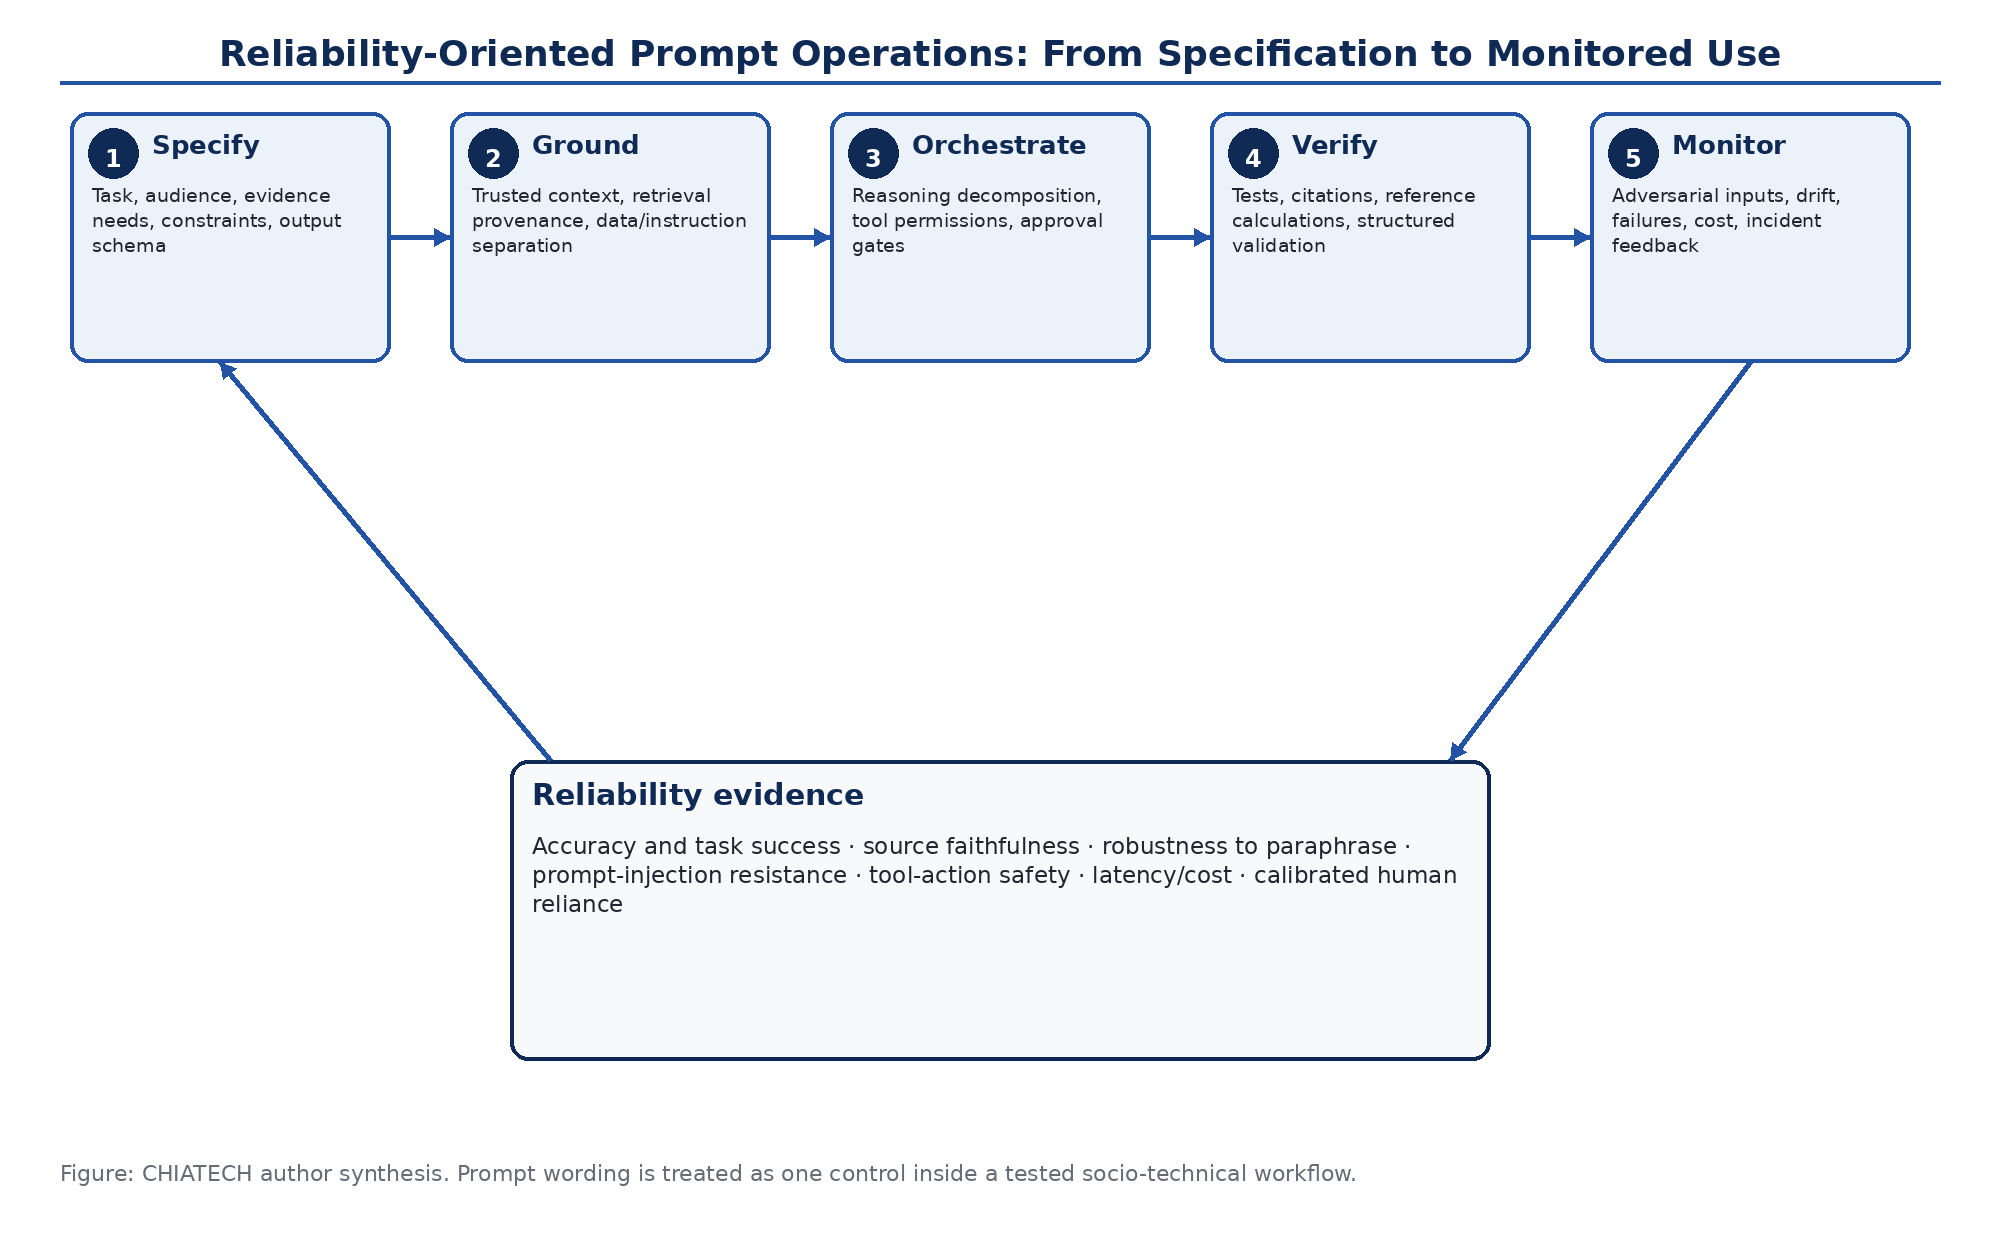 Reliability-Oriented Prompt Operations: From Specification to Monitored Use
1
Specify
Task, audience, evidence
needs, constraints, output
schema
2
Ground
Trusted context, retrieval
provenance, data/instruction
separation
3
Orchestrate
Reasoning decomposition,
tool permissions, approval
gates
4
Verify
Tests, citations, reference
calculations, structured
validation
5
Monitor
Adversarial inputs, drift,
failures, cost, incident
feedback
Reliability evidence
Accuracy and task success · source faithfulness · robustness to paraphrase ·
prompt-injection resistance · tool-action safety · latency/cost · calibrated human
reliance
Figure: CHIATECH author synthesis. Prompt wording is treated as one control inside a tested socio-technical workflow.